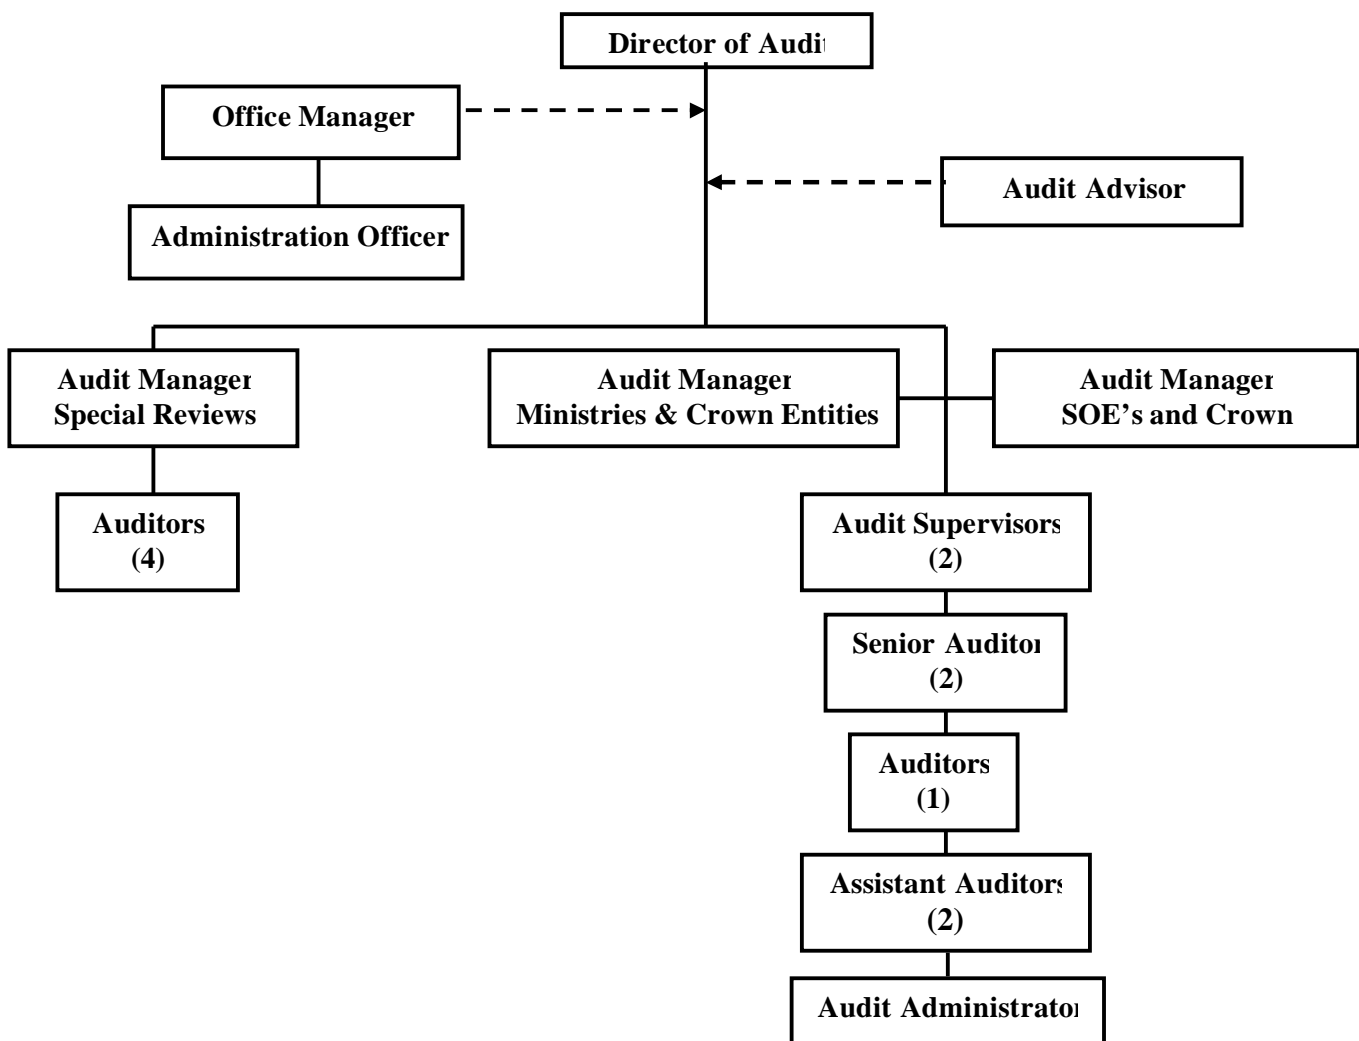 Director of Audit
Office Manager
Audit Advisor
Administration Officer
Audit Manager
Special Reviews
Audit Manager
Ministries & Crown Entities
Audit Manager
SOE’s and Crown
Auditors
(4)
Audit Supervisors
(2)
Senior Auditor
(2)
Auditors
(1)
Assistant Auditors
(2)
Audit Administrator